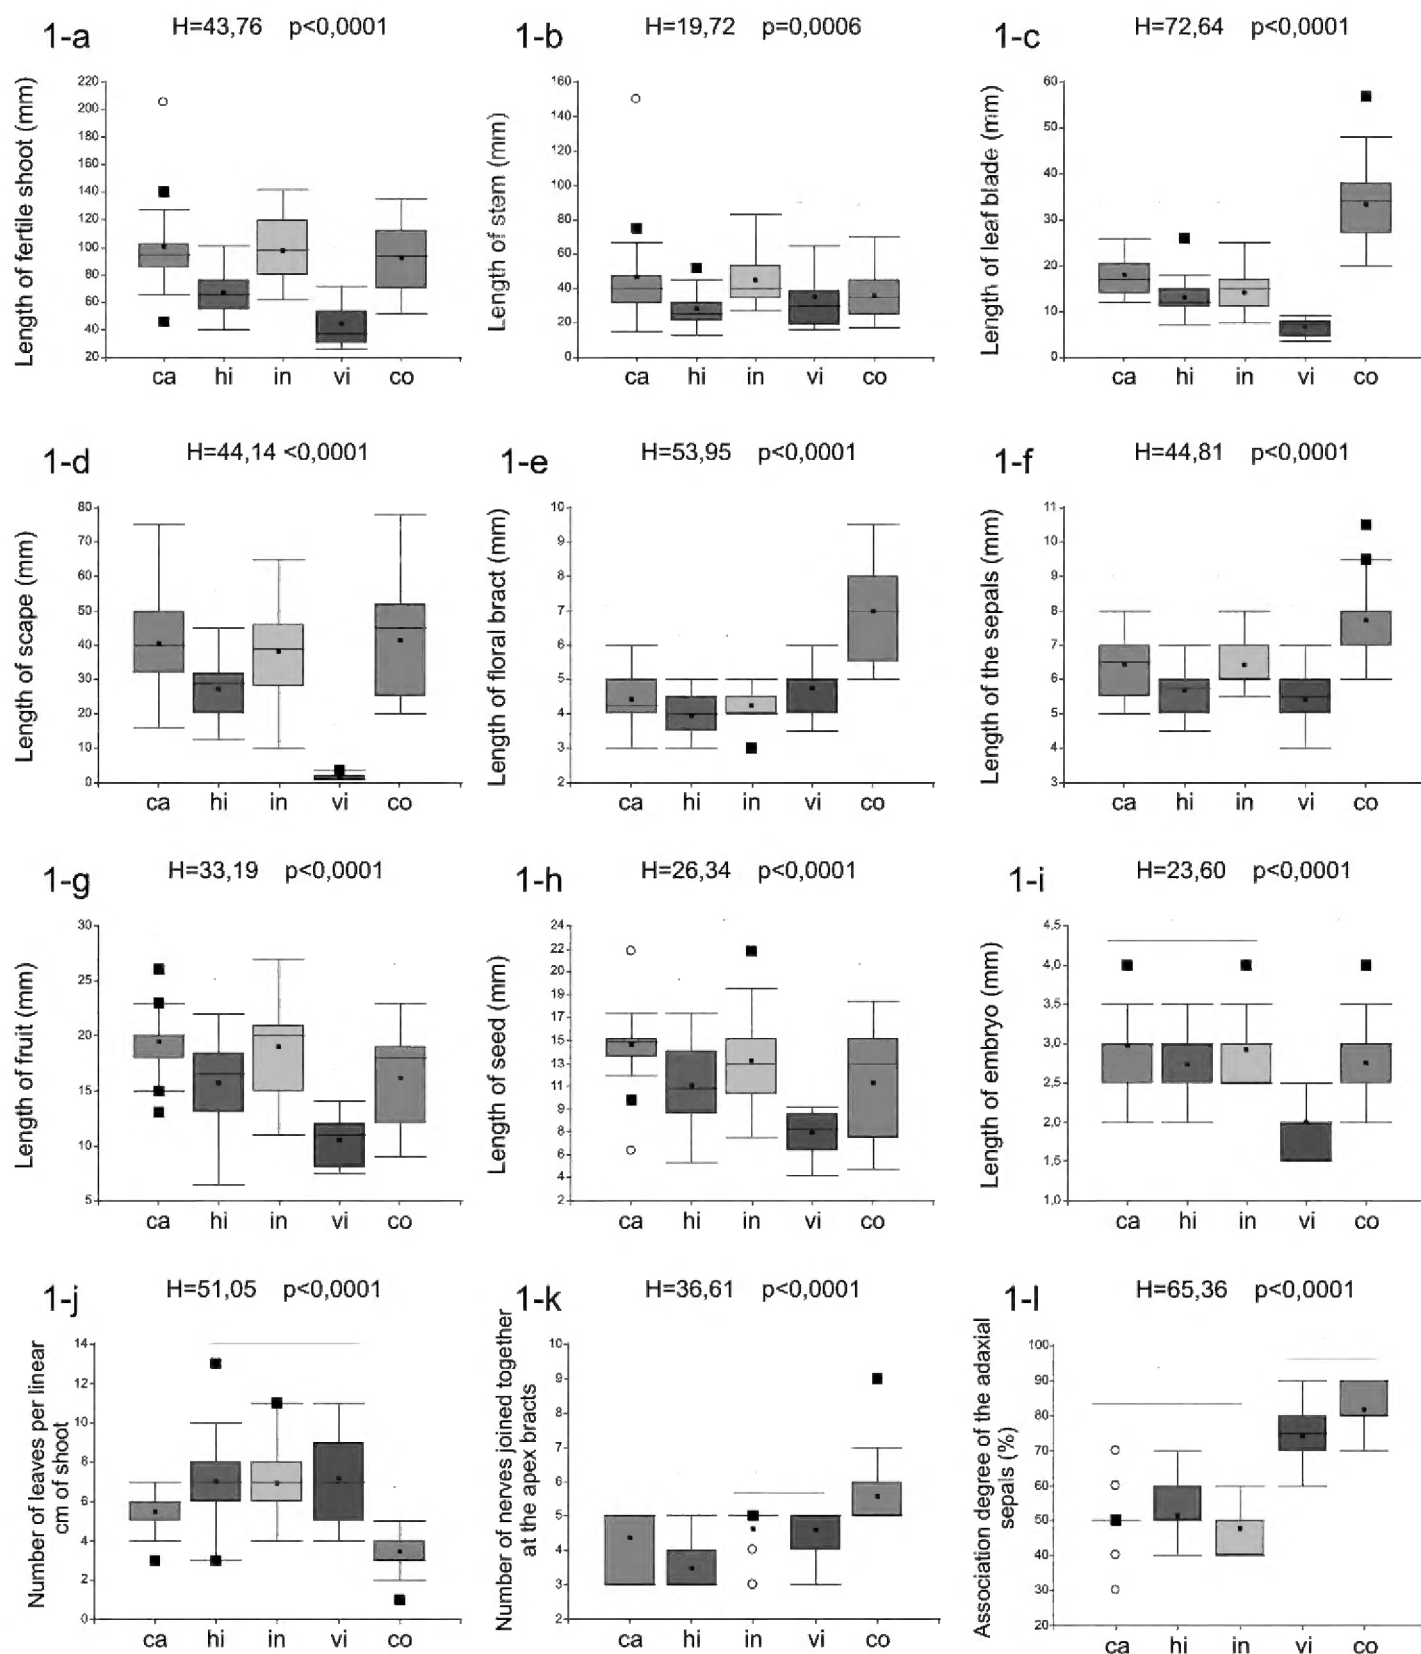 1-a H=43,76 p<0,0001
Length of fertile shoot (mm)
220
200
180
160
140
120
100
80
60
40
20
ca hi in vi co
1-b H=19,72 p=0,0006
Length of stem (mm)
160
140
120
100
80
60
40
20
0
ca hi in vi co
1-c H=72,64 p<0,0001
Length of leaf blade (mm)
60
50
40
30
20
10
0
ca hi in vi co
1-d H=44,14 <0,0001
Length of scape (mm)
80
70
60
50
40
30
20
10
0
ca hi in vi co
1-e H=53,95 p<0,0001
Length of floral bract (mm)
10
9
8
7
6
5
4
3
2
ca hi in vi co
1-f H=44,81 p<0,0001
Length of the sepals (mm)
11
10
9
8
7
6
5
4
3
ca hi in vi co
1-g H=33,19 p<0,0001
Length of fruit (mm)
30
25
20
15
10
5
ca hi in vi co
1-h H=26,34 p<0,0001
Length of seed (mm)
24
22
20
19
17
15
13
11
9
8
6
4
2
ca hi in vi co
1-i H=23,60 p<0,0001
Length of embryo (mm)
4,5
4,0
3,5
3,0
2,5
2,0
1,5
1,0
ca hi in vi co
1-j H=51,05 p<0,0001
Number of leaves per linear
cm of shoot
14
12
10
8
6
4
2
0
ca hi in vi co
1-k H=36,61 p<0,0001
Number of nerves joined together
at the apex bracts
10
9
8
7
6
5
4
3
2
ca hi in vi co
1-l H=65,36 p<0,0001
Association degree of the adaxial
sepals (%)
100
90
80
70
60
50
40
30
20
ca hi in vi co